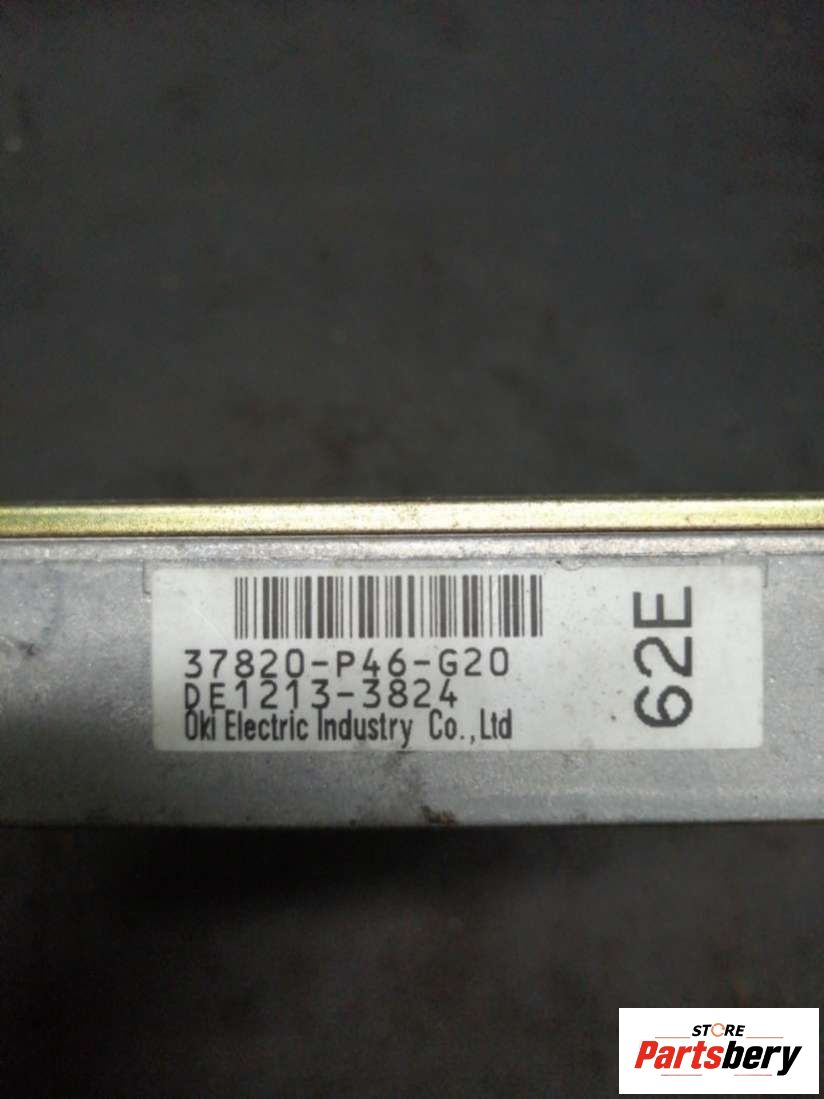 37820-P46-G20
DE1213-3824
Oki Electric Industry Co.,Ltd
62E
STORE
Partsbery